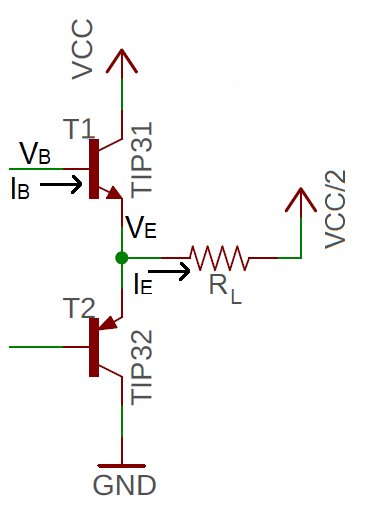 VCC
T1
TIP31
VB
IB
VE
VCC/2
IE
RL
T2
TIP32
GND